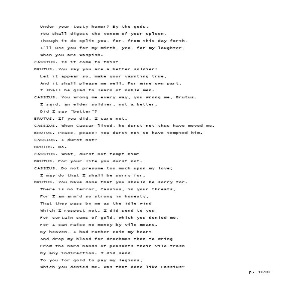 Under your testy humor? By the gods,
You shall digest the venom of your spleen,
Though it do split you. For, from this day forth,
I'll use you for my mirth, yea, for my laughter,
When you are waspish.
CASSIUS. Is it come to this?
BRUTUS. You say you are a better soldier:
Let it appear so, make your vaunting true,
And it shall please me well. For mine own part,
I shall be glad to learn of noble men.
CASSIUS. You wrong me every way, you wrong me, Brutus.
I said, an elder soldier, not a better.
Did I say "better"?
BRUTUS. If you did, I care not.
CASSIUS. When Caesar lived, he durst not thus have moved me.
BRUTUS. Peace, peace! You durst not so have tempted him.
CASSIUS. I durst not?
BRUTUS. No.
CASSIUS. What, durst not tempt him?
BRUTUS. For your life you durst not.
CASSIUS. Do not presume too much upon my love;
I may do that I shall be sorry for.
BRUTUS. You have done that you should be sorry for.
There is no terror, Cassius, in your threats,
For I am arm'd so strong in honesty,
That they pass by me as the idle wind
Which I respect not. I did send to you
For certain sums of gold, which you denied me;
For I can raise no money by vile means.
By heaven, I had rather coin my heart
And drop my blood for drachmas than to wring
From the hard hands of peasants their vile trash
By any indirection. I did send
To you for gold to pay my legions,
Which you denied me. Was that done like Cassius?